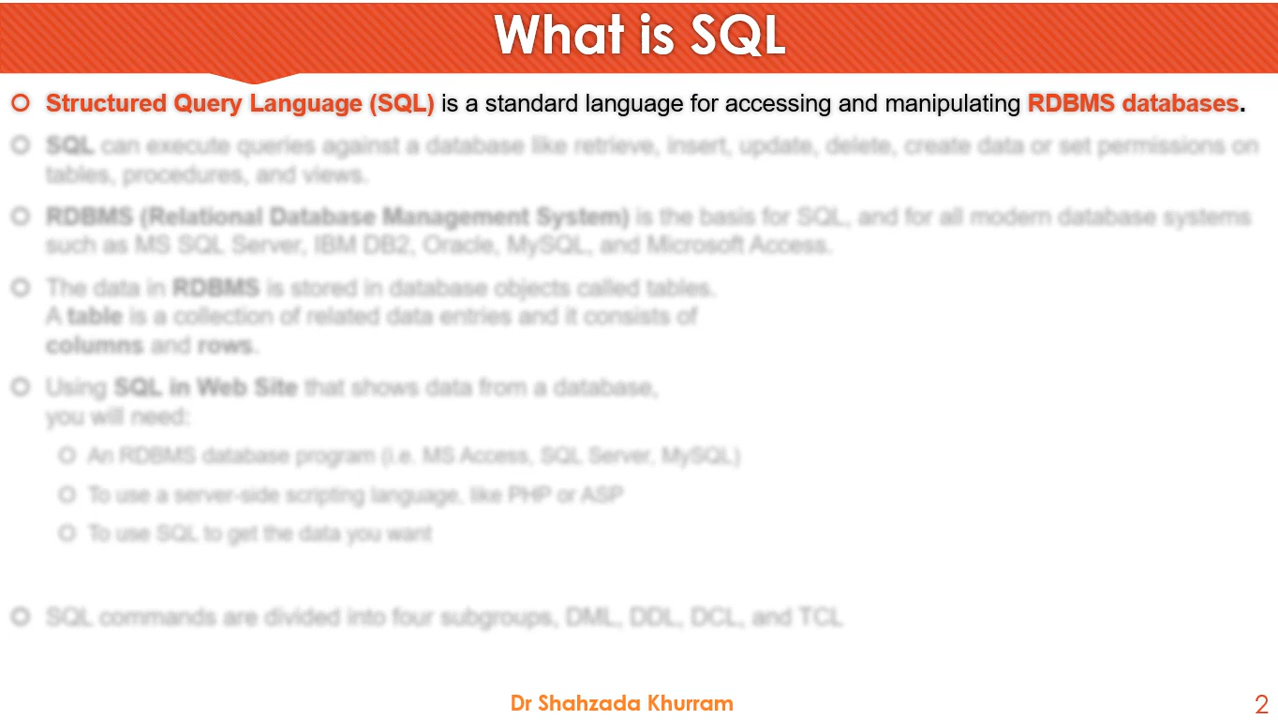 What is SQL
Structured Query Language (SQL) is a standard language for accessing and manipulating RDBMS databases.
SQL can execute queries against a database like retrieve, insert, update, delete, create data or set permissions on
tables, procedures, and views.
RDBMS (Relational Database Management System) is the basis for SQL, and for all modern database systems
such as MS SQL Server, IBM DB2, Oracle, MySQL, and Microsoft Access.
The data in RDBMS is stored in database objects called tables.
A table is a collection of related data entries and it consists of
columns and rows.
Using SQL in Web Site that shows data from a database,
you will need:
An RDBMS database program (i.e. MS Access, SQL Server, MySQL)
To use a server-side scripting language, like PHP or ASP
To use SQL to get the data you want
SQL commands are divided into four subgroups, DML, DDL, DCL, and TCL
Dr Shahzada Khurram
2